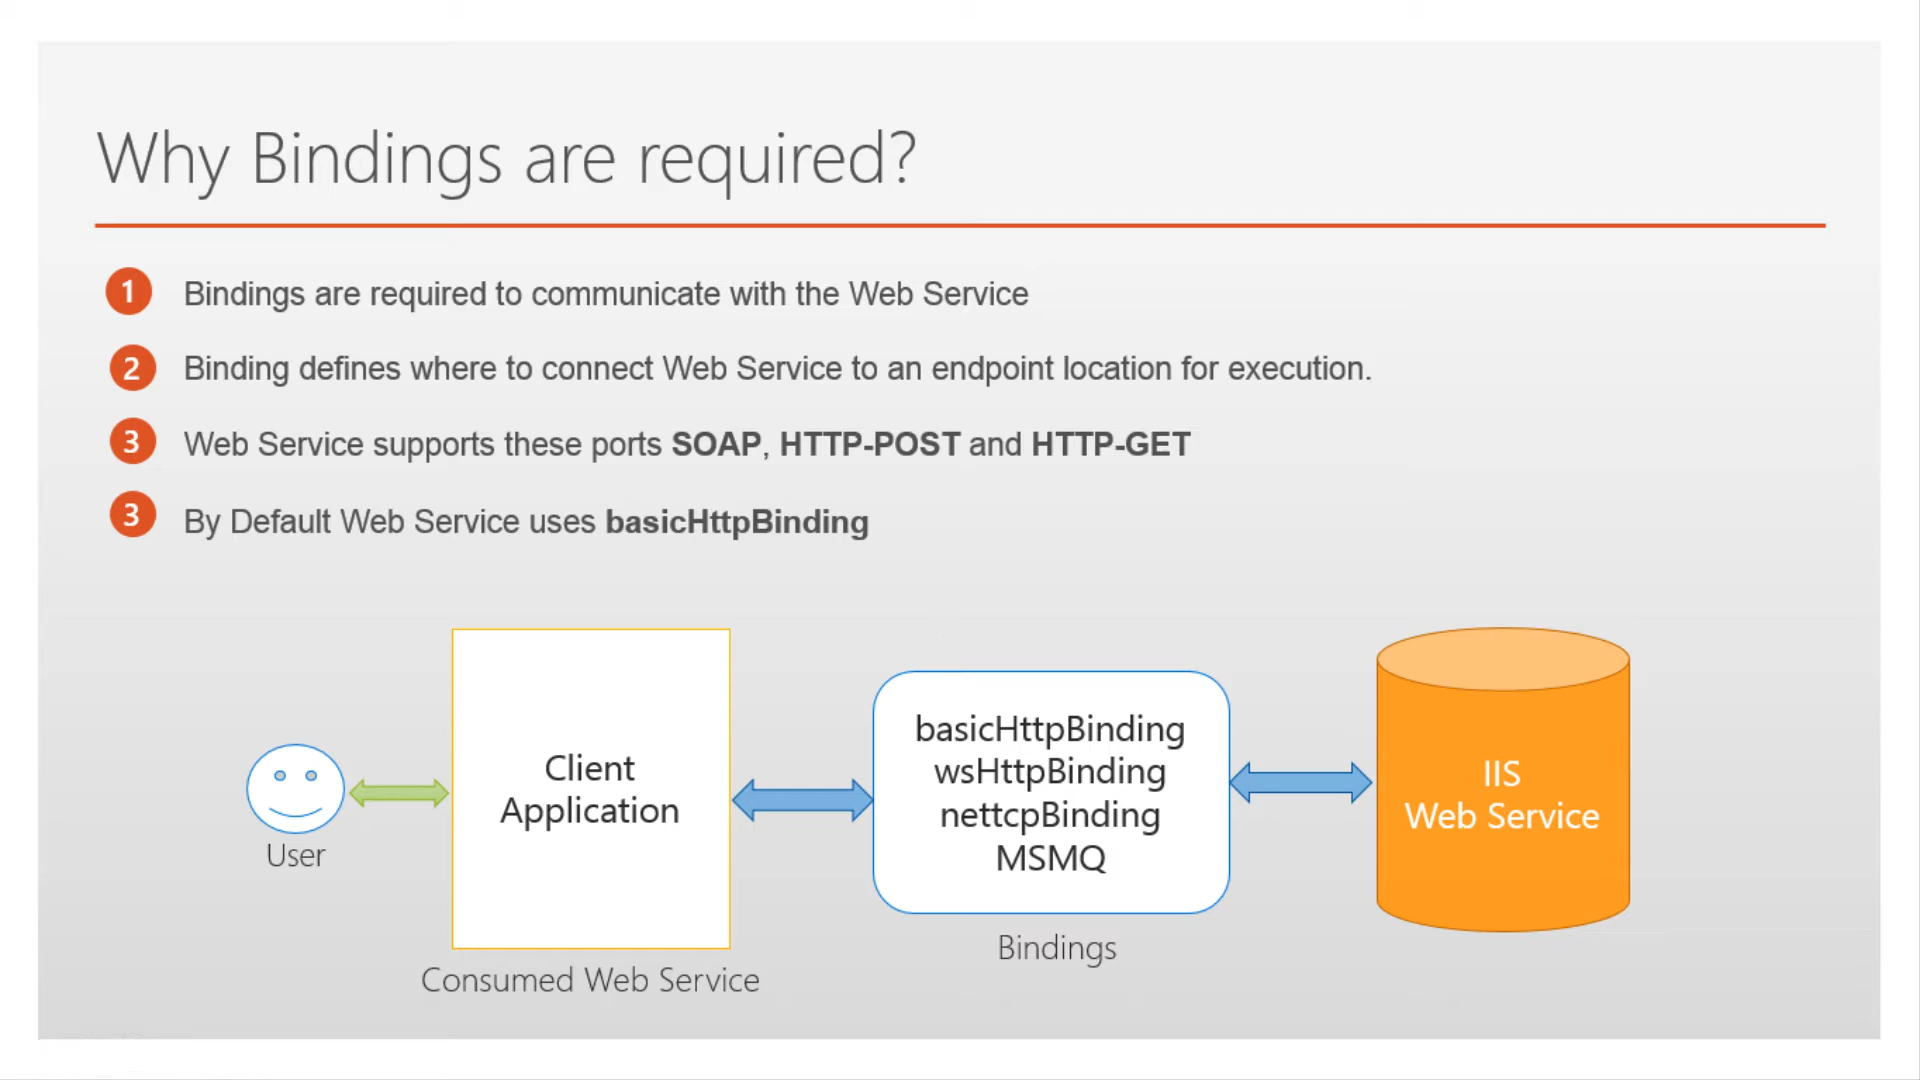 Why Bindings are required?
1 Bindings are required to communicate with the Web Service
2 Binding defines where to connect Web Service to an endpoint location for execution.
3 Web Service supports these ports SOAP, HTTP-POST and HTTP-GET
3 By Default Web Service uses basicHttpBinding
User
Client
Application
Consumed Web Service
basicHttpBinding
wsHttpBinding
nettcpBinding
MSMQ
Bindings
IIS
Web Service